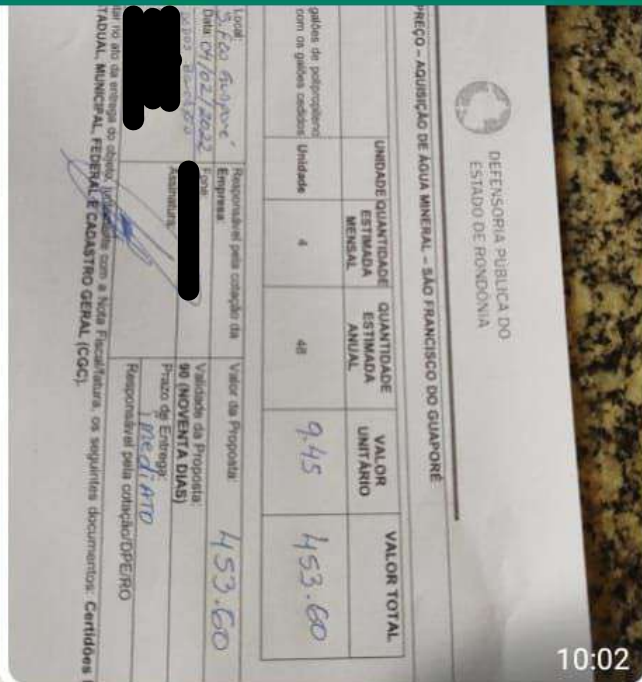 DEFENSORIA PÚBLICA DO
ESTADO DE RONDÔNIA
PREÇO – AQUISIÇÃO DE ÁGUA MINERAL – SÃO FRANCISCO DO GUAPORÉ
UNIDADE
QUANTIDADE ESTIMADA MENSAL
QUANTIDADE ESTIMADA ANUAL
VALOR UNITÁRIO
VALOR TOTAL
galões de polipropileno
com os galões cedidos
Unidade
4
48
9.45
453.60
Local:
S. Fco Guaporé
Data: 04/02/2022
Responsável pela cotação da
Empresa:
Fone:
Assinatura:
Valor da Proposta:
453.60
Validade da Proposta:
90 (NOVENTA DIAS)
Prazo de Entrega:
imediATO
Responsável pela cotação/DPE/RO
tar no ato da entrega do objeto, juntamente com a Nota Fiscal/fatura, os seguintes documentos: Certidões
TADUAL, MUNICIPAL, FEDERAL E CADASTRO GERAL (CGC).
10:02